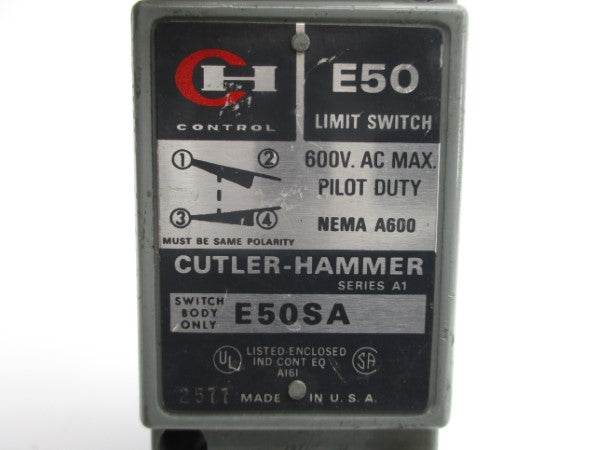 CH
CONTROL
E50
LIMIT SWITCH
1 2
3 4
MUST BE SAME POLARITY
600V. AC MAX.
PILOT DUTY
NEMA A600
CUTLER-HAMMER
SERIES A1
SWITCH
BODY
ONLY
E50SA
UL
LISTED ENCLOSED
IND CONT EQ
A161
SA
2577 MADE IN U.S.A.